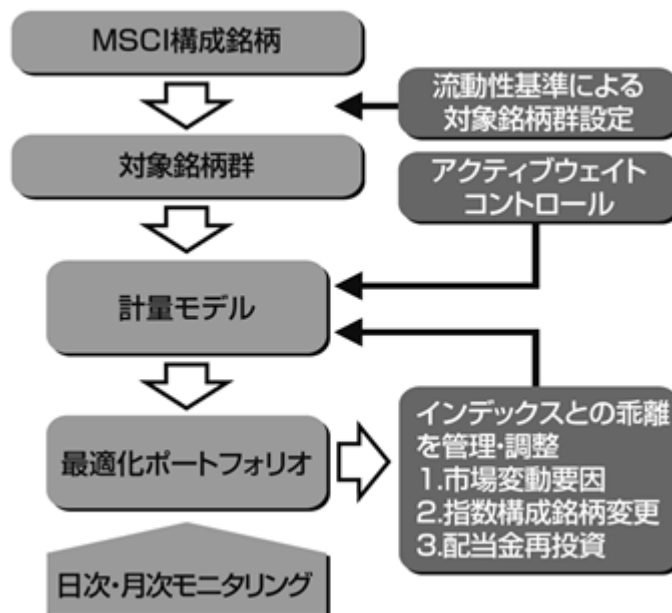 MSCI構成銘柄
流動性基準による
対象銘柄群設定
対象銘柄群
アクティブウェイト
コントロール
計量モデル
最適化ポートフォリオ
インデックスとの乖離
を管理・調整
1.市場変動要因
2.指数構成銘柄変更
3.配当金再投資
日次・月次モニタリング